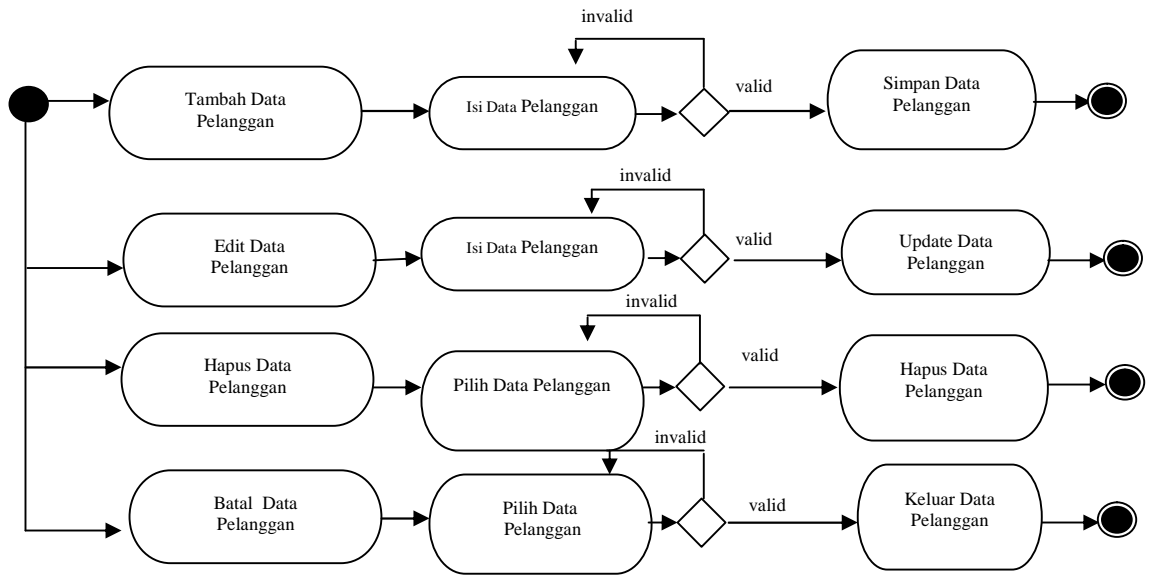 invalid
Tambah Data
Pelanggan
Isi Data Pelanggan
valid
Simpan Data
Pelanggan
invalid
Edit Data
Pelanggan
Isi Data Pelanggan
valid
Update Data
Pelanggan
invalid
Hapus Data
Pelanggan
Pilih Data Pelanggan
valid
Hapus Data
Pelanggan
invalid
Batal  Data
Pelanggan
Pilih Data
Pelanggan
valid
Keluar Data
Pelanggan